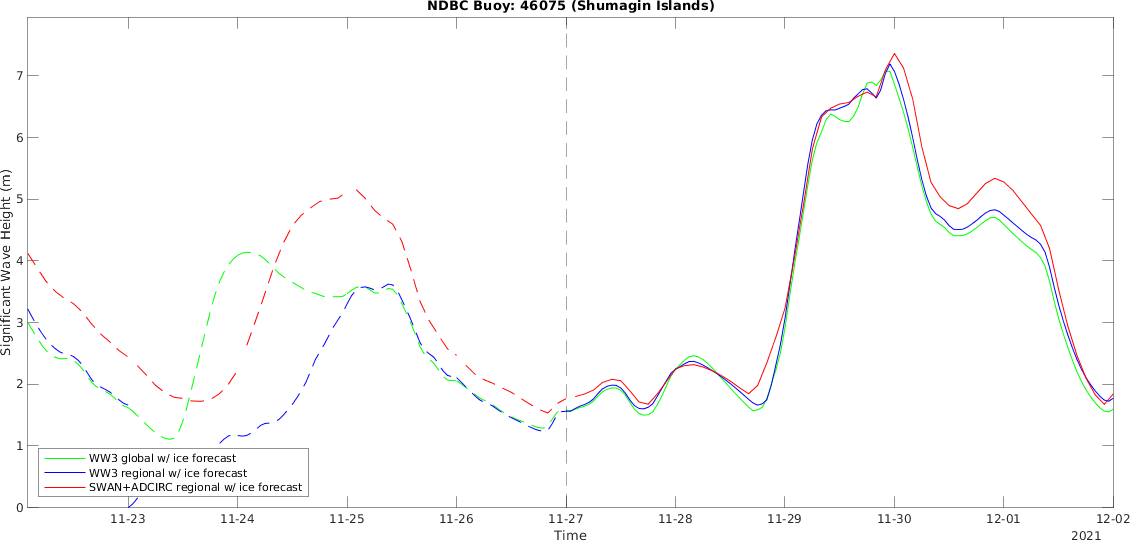 NDBC Buoy: 46075 (Shumagin Islands)
Significant Wave Height (m)
7
6
5
4
3
2
1
0
WW3 global w/ ice forecast
WW3 regional w/ ice forecast
SWAN+ADCIRC regional w/ ice forecast
11-23 11-24 11-25 11-26 11-27 11-28 11-29 11-30 12-01 12-02
Time
2021